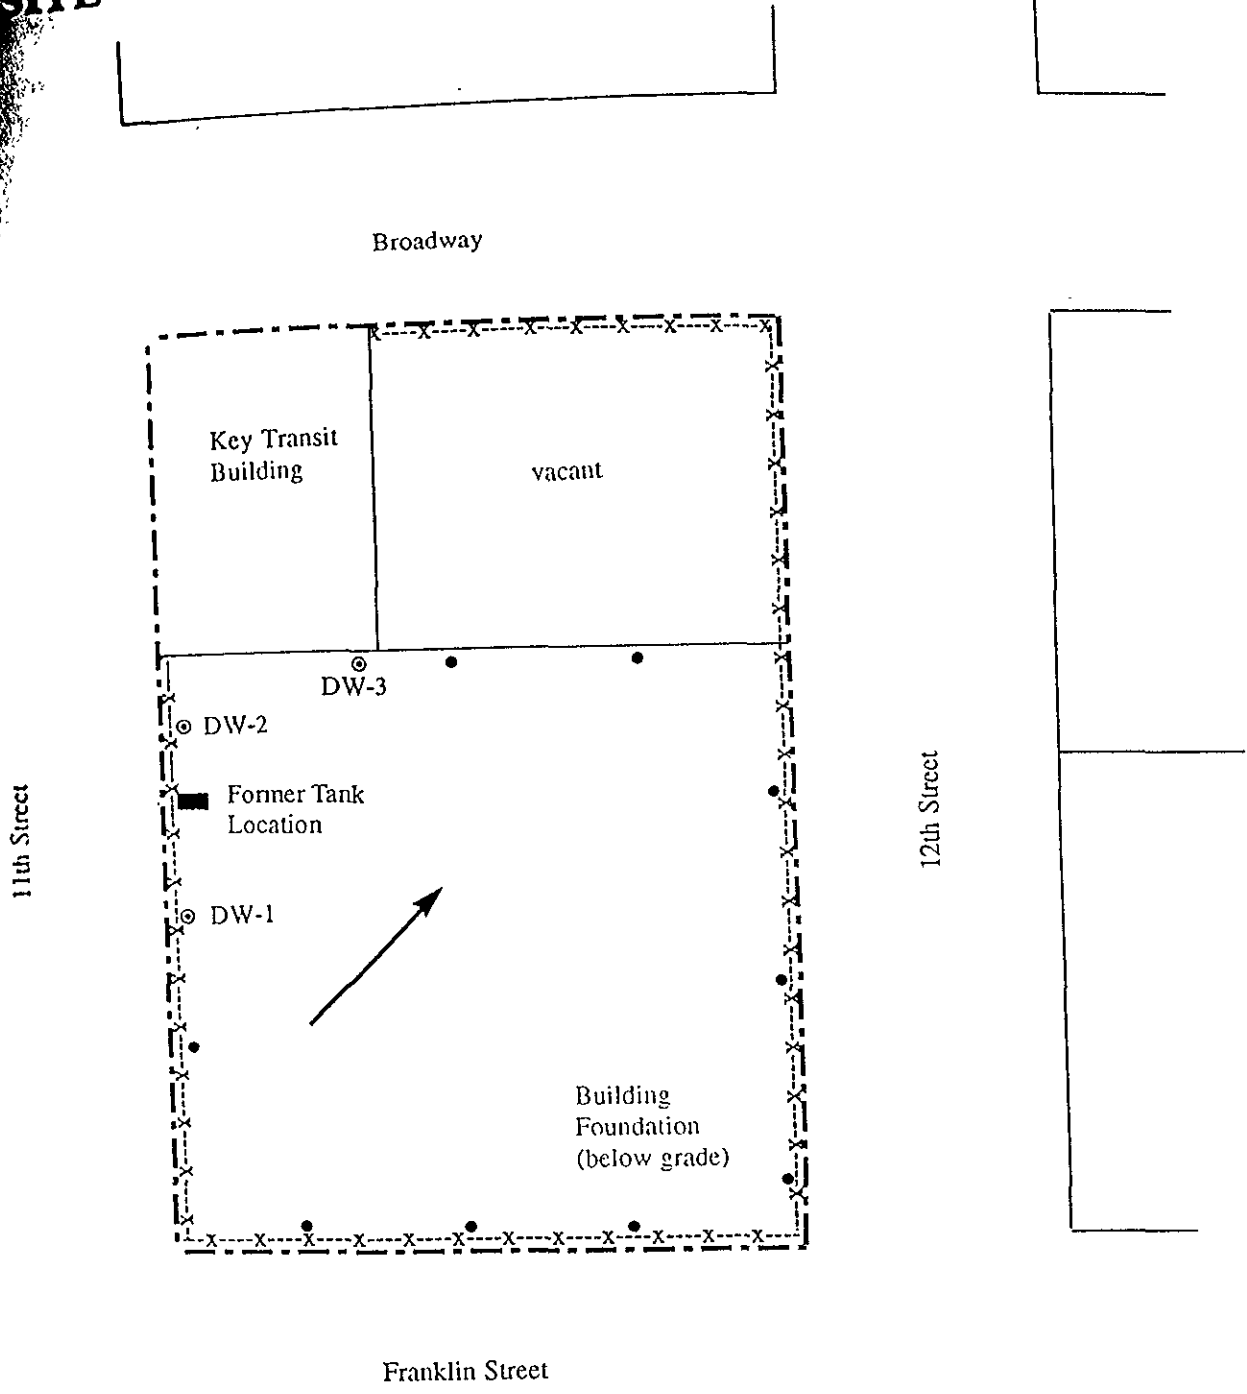 SITE
Broadway
Key Transit
Building
vacant
DW-3
DW-2
Former Tank
Location
11th Street
12th Street
DW-1
Building
Foundation
(below grade)
Franklin Street